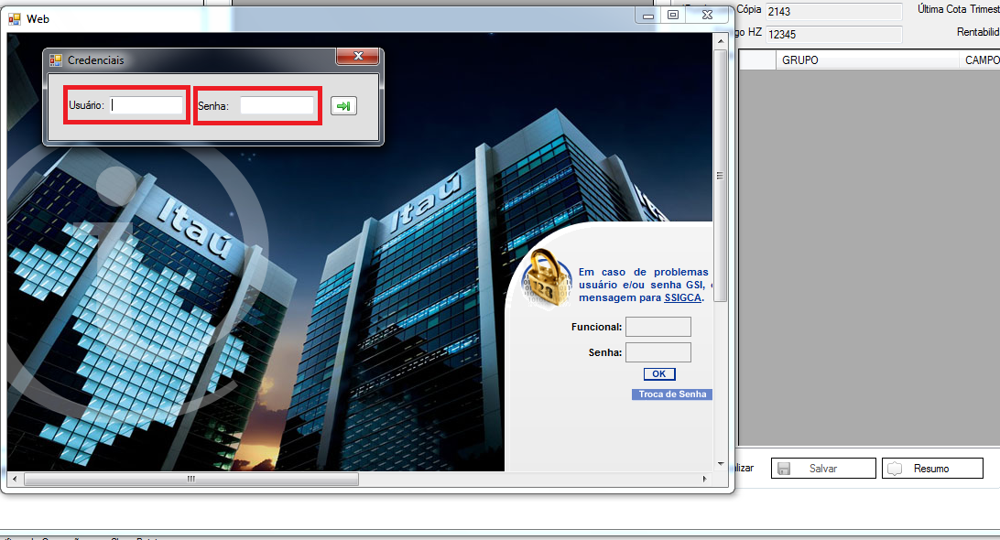 Web
Cópia 2143
Última Cota Trimest
go HZ 12345
Rentabilid
GRUPO CAMPO
Credenciais
Usuário:
Senha:
Itaú
Itaú
Em caso de problemas
usuário e/ou senha GSI,
mensagem para SSIGCA.
Funcional:
Senha:
OK
Troca de Senha
lizar
Salvar
Resumo